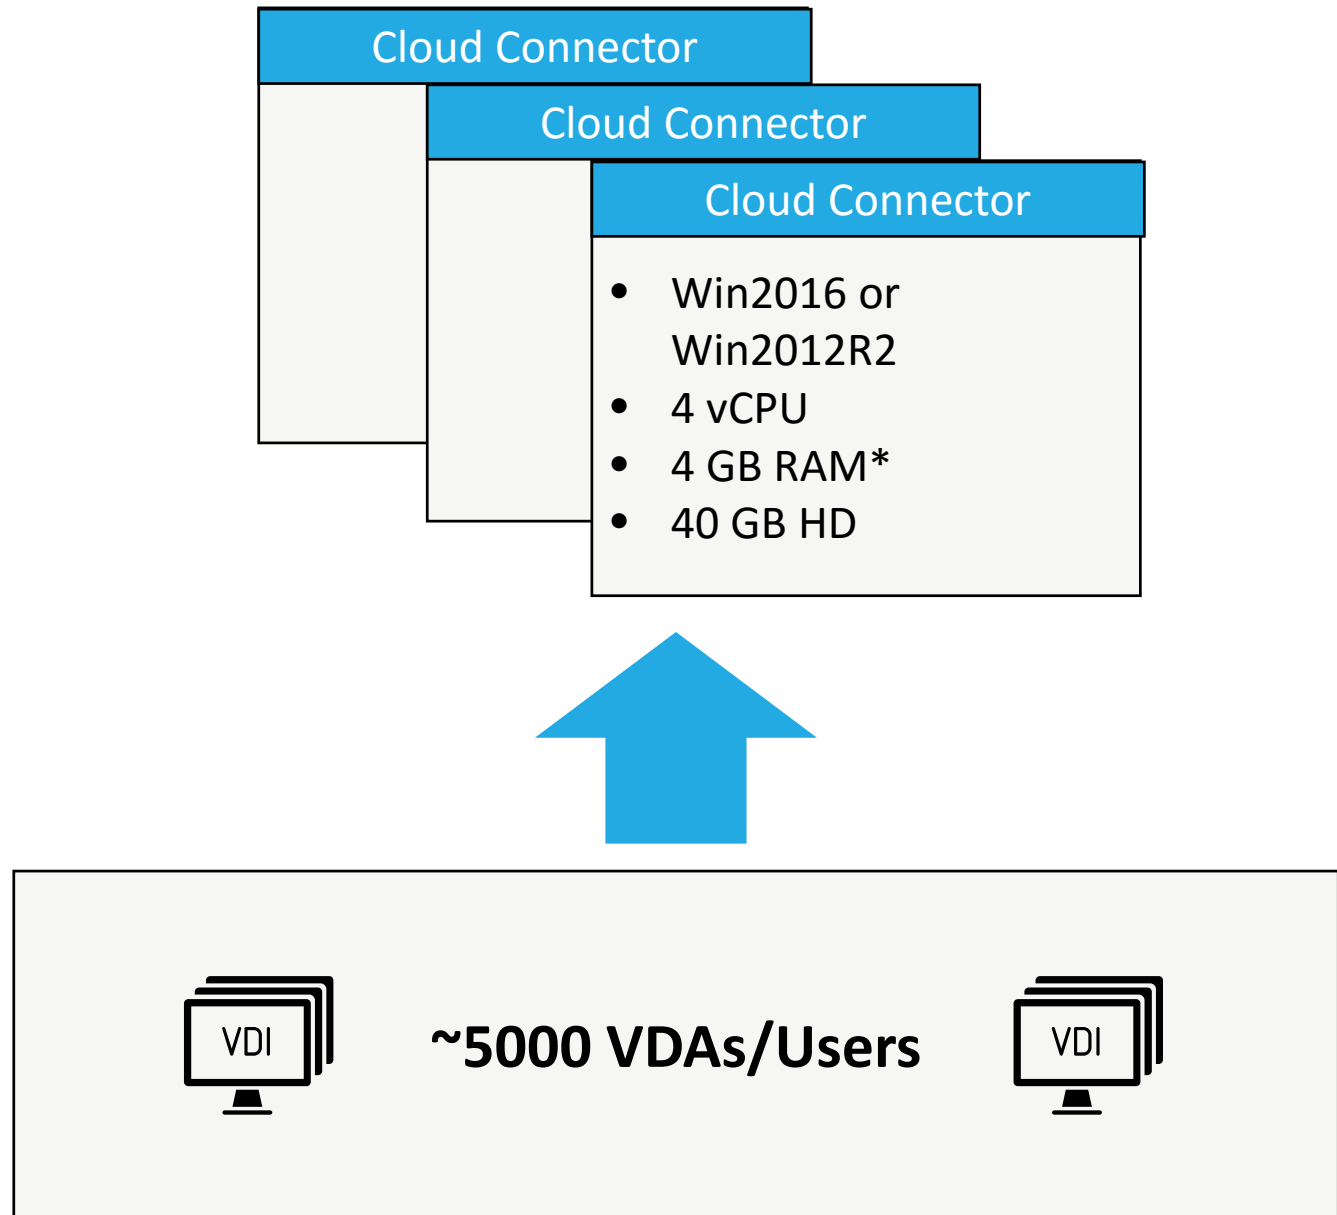 Cloud Connector
Cloud Connector
Cloud Connector
• Win2016 or
Win2012R2
• 4 vCPU
• 4 GB RAM*
• 40 GB HD
VDI
~5000 VDAs/Users
VDI